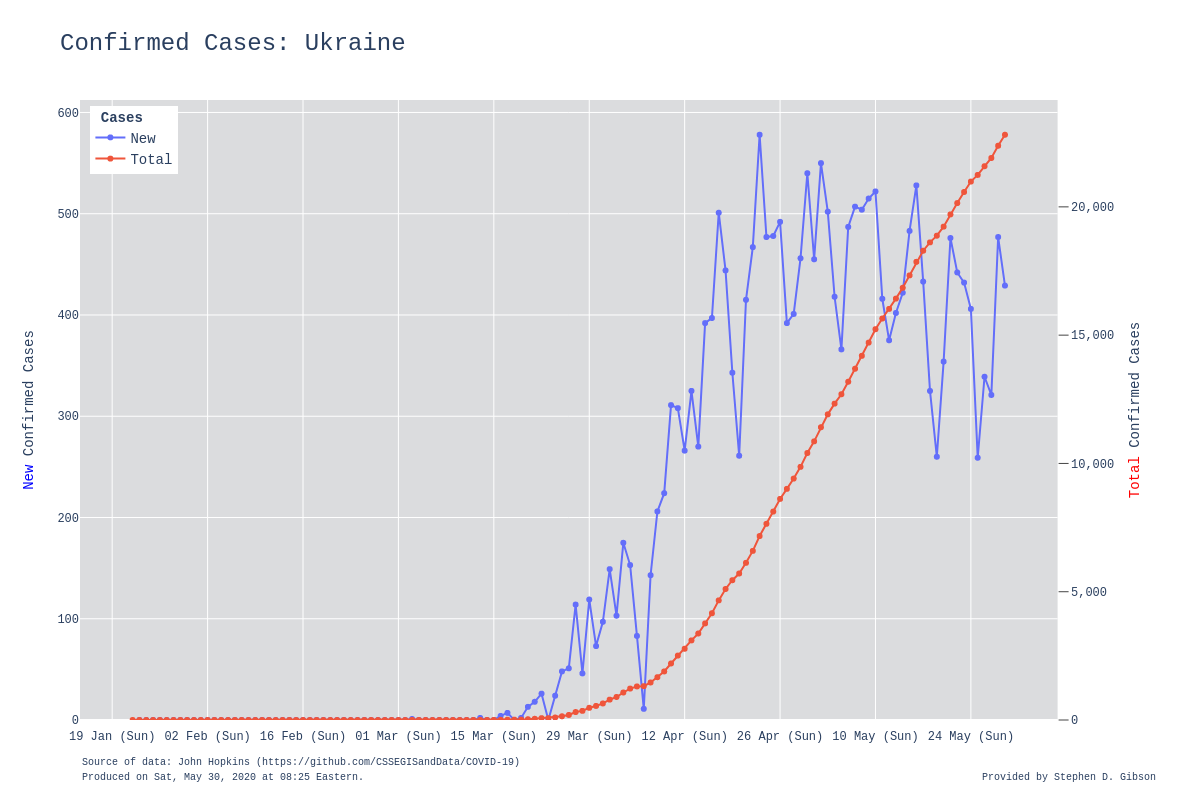 Confirmed Cases: Ukraine
Cases
New
Total
600
500
400
300
200
100
0
20,000
15,000
10,000
5,000
0
New Confirmed Cases
Total Confirmed Cases
19 Jan (Sun) 02 Feb (Sun) 16 Feb (Sun) 01 Mar (Sun) 15 Mar (Sun) 29 Mar (Sun) 12 Apr (Sun) 26 Apr (Sun) 10 May (Sun) 24 May (Sun)
Source of data: John Hopkins (https://github.com/CSSEGISandData/COVID-19)
Produced on Sat, May 30, 2020 at 08:25 Eastern.
Provided by Stephen D. Gibson